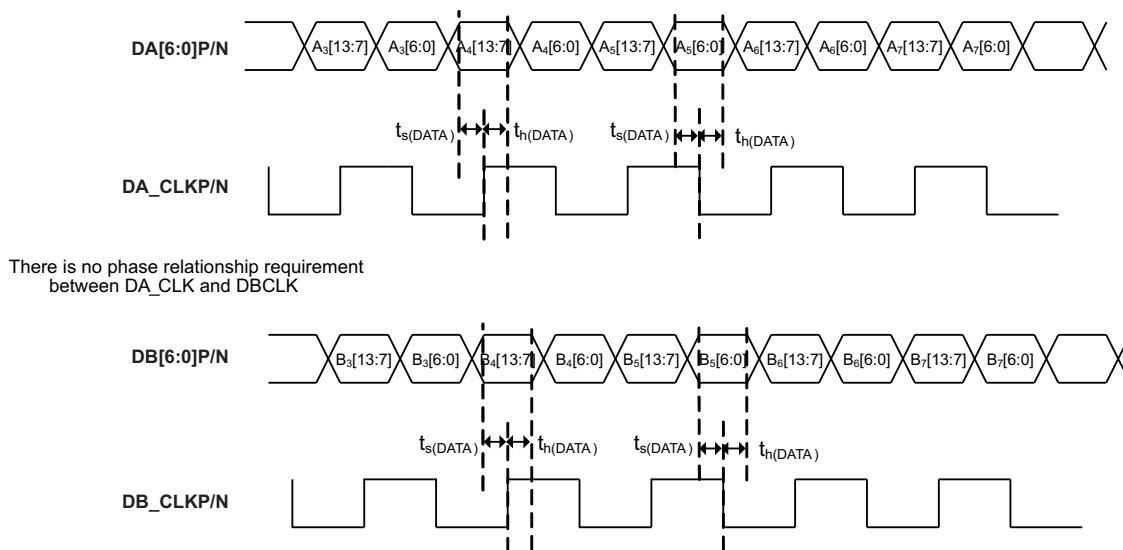 DA[6:0]P/N
A3[13:7] A3[6:0] A4[13:7] A4[6:0] A5[13:7] A5[6:0] A6[13:7] A6[6:0] A7[13:7] A7[6:0]
ts(DATA) th(DATA) ts(DATA) th(DATA)
DA_CLKP/N
There is no phase relationship requirement
between DA_CLK and DBCLK
DB[6:0]P/N
B3[13:7] B3[6:0] B4[13:7] B4[6:0] B5[13:7] B5[6:0] B6[13:7] B6[6:0] B7[13:7] B7[6:0]
ts(DATA) th(DATA) ts(DATA) th(DATA)
DB_CLKP/N